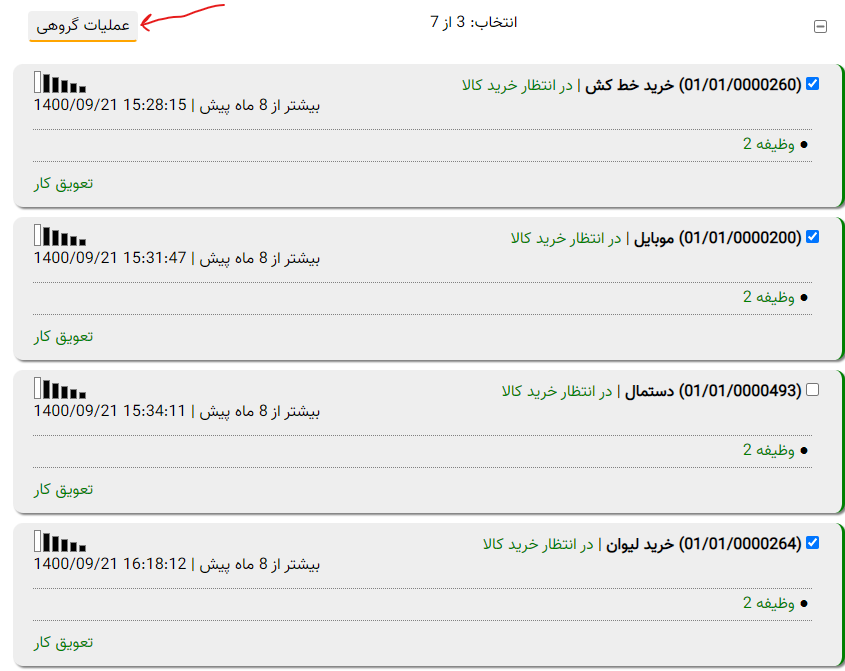 انتخاب: 3 از 7
عملیات گروهی
(01/01/0000260) خرید خط کش | در انتظار خرید کالا
بیشتر از 8 ماه پیش | 15:28:15 1400/09/21
● وظیفه 2
تعویق کار
(01/01/0000200) موبایل | در انتظار خرید کالا
بیشتر از 8 ماه پیش | 15:31:47 1400/09/21
● وظیفه 2
تعویق کار
(01/01/0000493) دستمال | در انتظار خرید کالا
بیشتر از 8 ماه پیش | 15:34:11 1400/09/21
● وظیفه 2
تعویق کار
(01/01/0000264) خرید لیوان | در انتظار خرید کالا
بیشتر از 8 ماه پیش | 16:18:12 1400/09/21
● وظیفه 2
تعویق کار